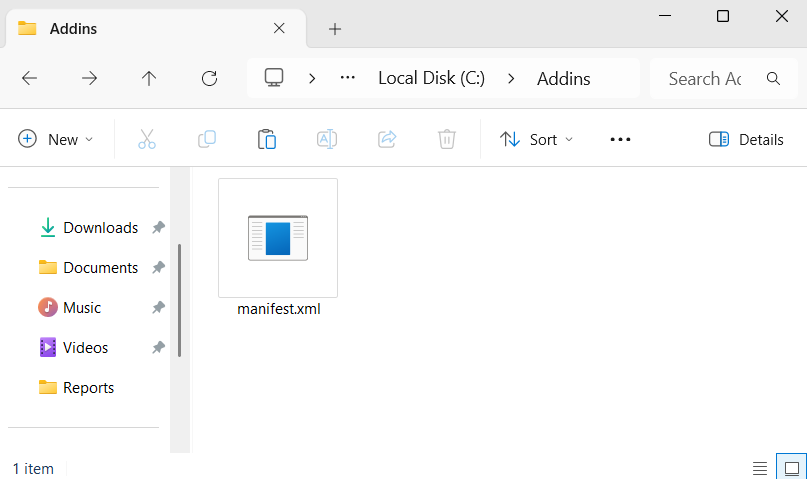 Addins
Local Disk (C:) Addins Search Ad
New Sort Details
Downloads
Documents
Music
Videos
Reports
manifest.xml
1 item